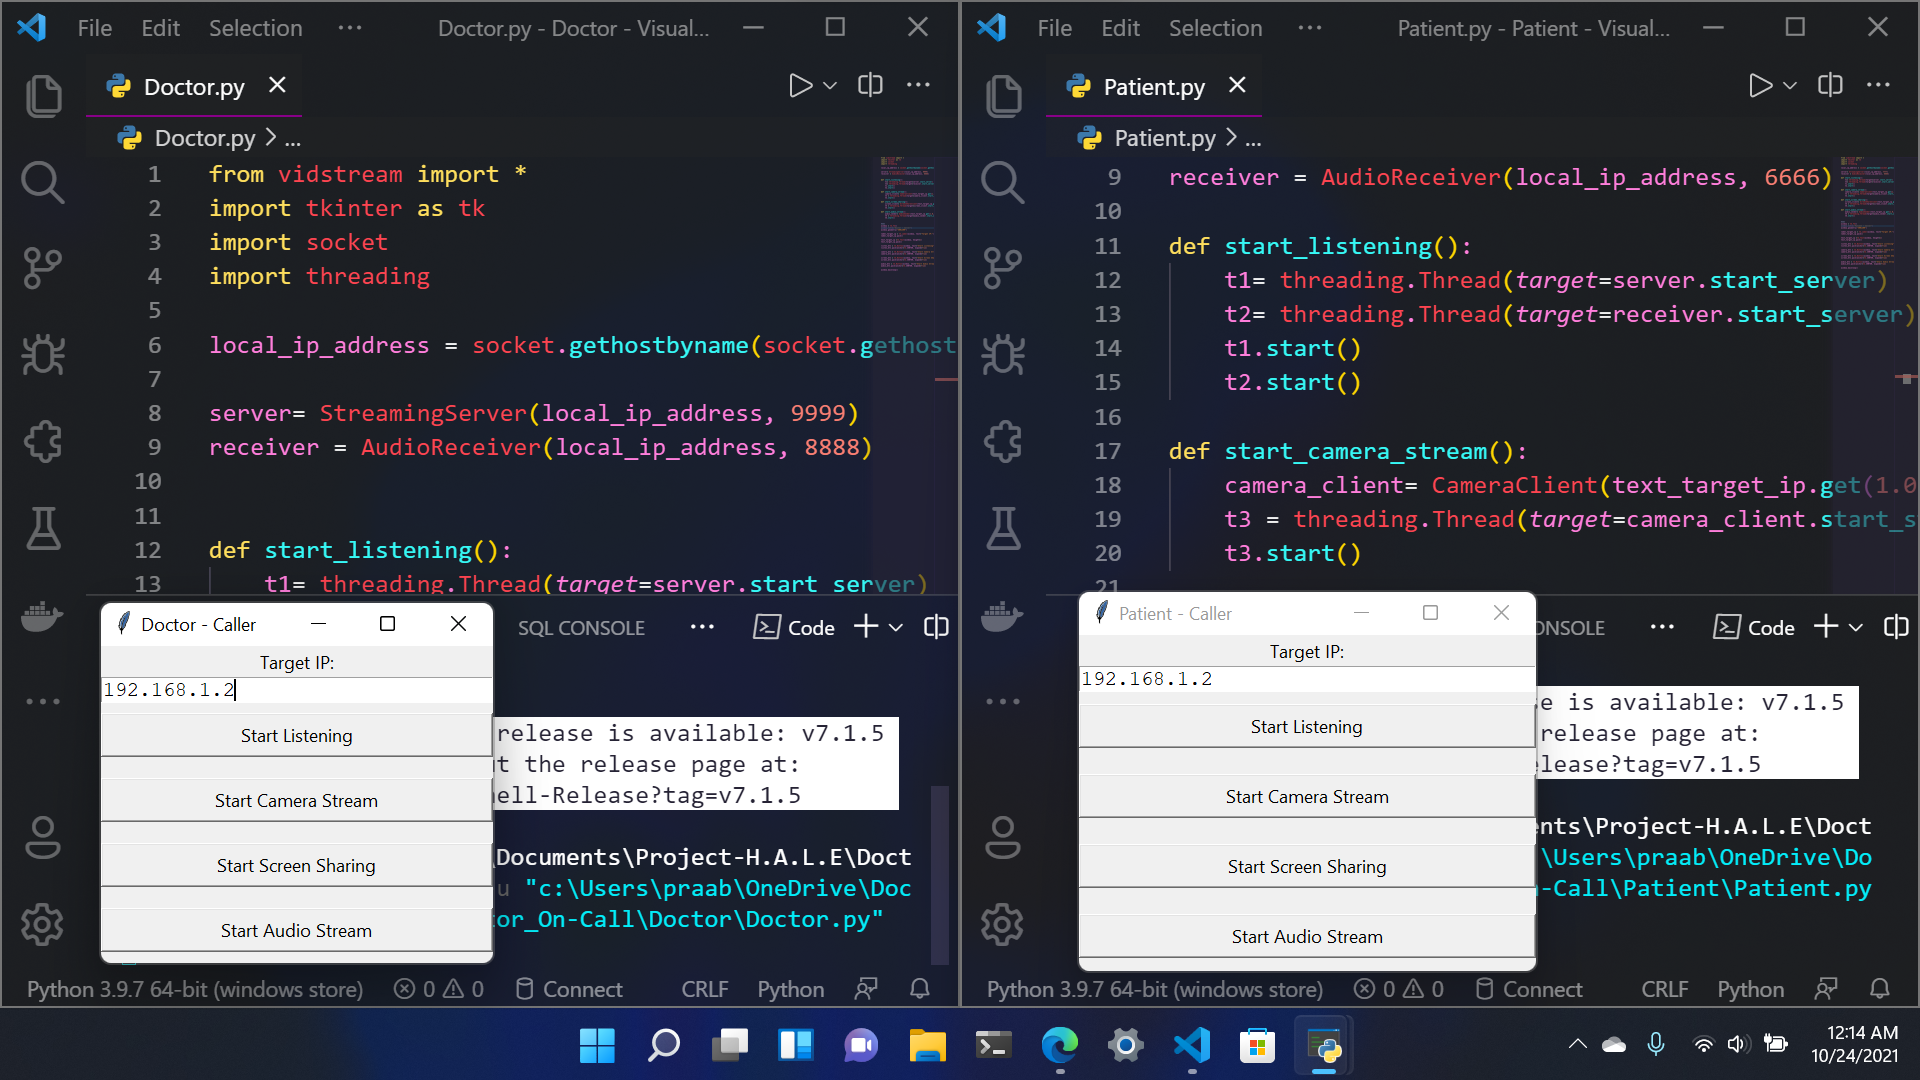 File Edit Selection ··· Doctor.py - Doctor - Visual...
Doctor.py
Doctor.py > ...
1 from vidstream import *
2 import tkinter as tk
3 import socket
4 import threading
5
6 local_ip_address = socket.gethostbyname(socket.gethost
7
8 server= StreamingServer(local_ip_address, 9999)
9 receiver = AudioReceiver(local_ip_address, 8888)
10
11
12 def start_listening():
13 t1= threading.Thread(target=server.start_server)
SQL CONSOLE ··· Code
Doctor - Caller
Target IP:
192.168.1.2
Start Listening
Start Camera Stream
Start Screen Sharing
Start Audio Stream
release is available: v7.1.5
t the release page at:
ell-Release?tag=v7.1.5
\Documents\Project-H.A.L.E\Doct
u "c:\Users\praab\OneDrive\Doc
tor_On-Call\Doctor\Doctor.py"
Python 3.9.7 64-bit (windows store) 0 0 Connect CRLF Python
File Edit Selection ··· Patient.py - Patient - Visual...
Patient.py
Patient.py > ...
9 receiver = AudioReceiver(local_ip_address, 6666)
10
11 def start_listening():
12 t1= threading.Thread(target=server.start_server)
13 t2= threading.Thread(target=receiver.start_server)
14 t1.start()
15 t2.start()
16
17 def start_camera_stream():
18 camera_client= CameraClient(text_target_ip.get(1.0
19 t3 = threading.Thread(target=camera_client.start_s
20 t3.start()
21
ONSOLE ··· Code
Patient - Caller
Target IP:
192.168.1.2
Start Listening
Start Camera Stream
Start Screen Sharing
Start Audio Stream
e is available: v7.1.5
release page at:
elease?tag=v7.1.5
ents\Project-H.A.L.E\Doct
\Users\praab\OneDrive\Do
-Call\Patient\Patient.py
Python 3.9.7 64-bit (windows store) 0 0 Connect CRLF Python
12:14 AM
10/24/2021